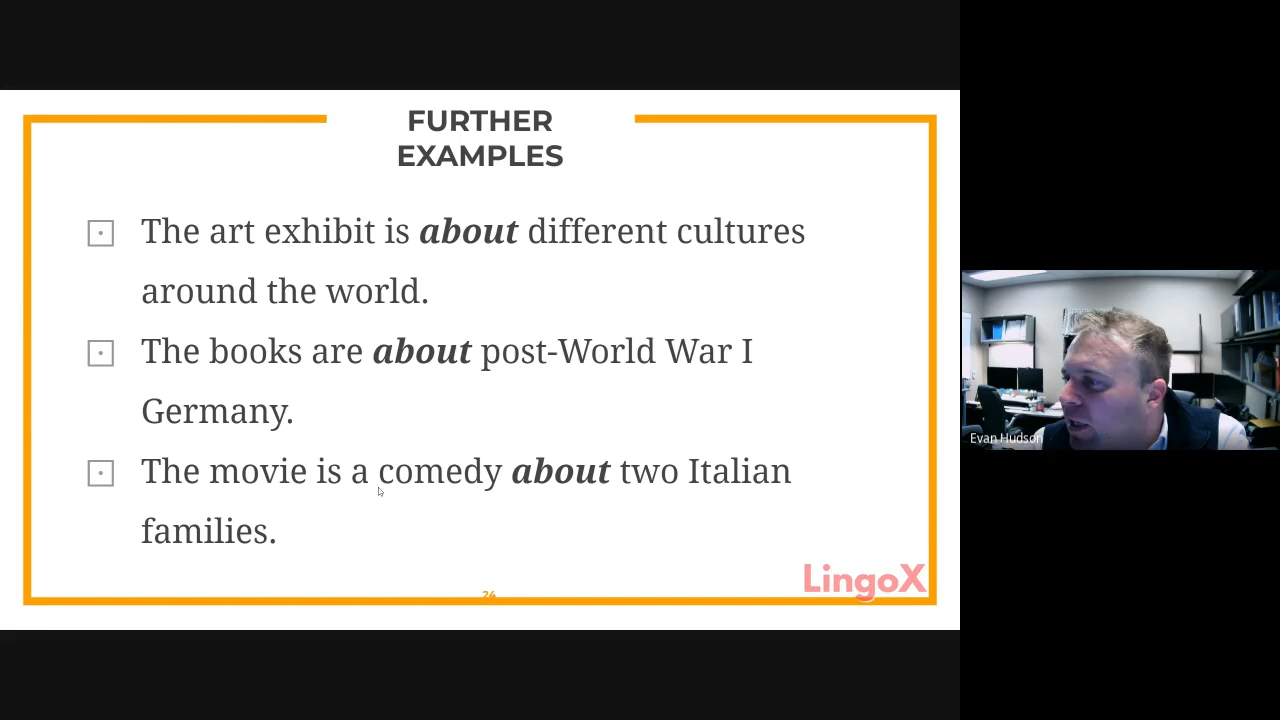 FURTHER
EXAMPLES
The art exhibit is about different cultures
around the world.
The books are about post-World War I
Germany.
The movie is a comedy about two Italian
families.
24
LingoX
Evan Hudson